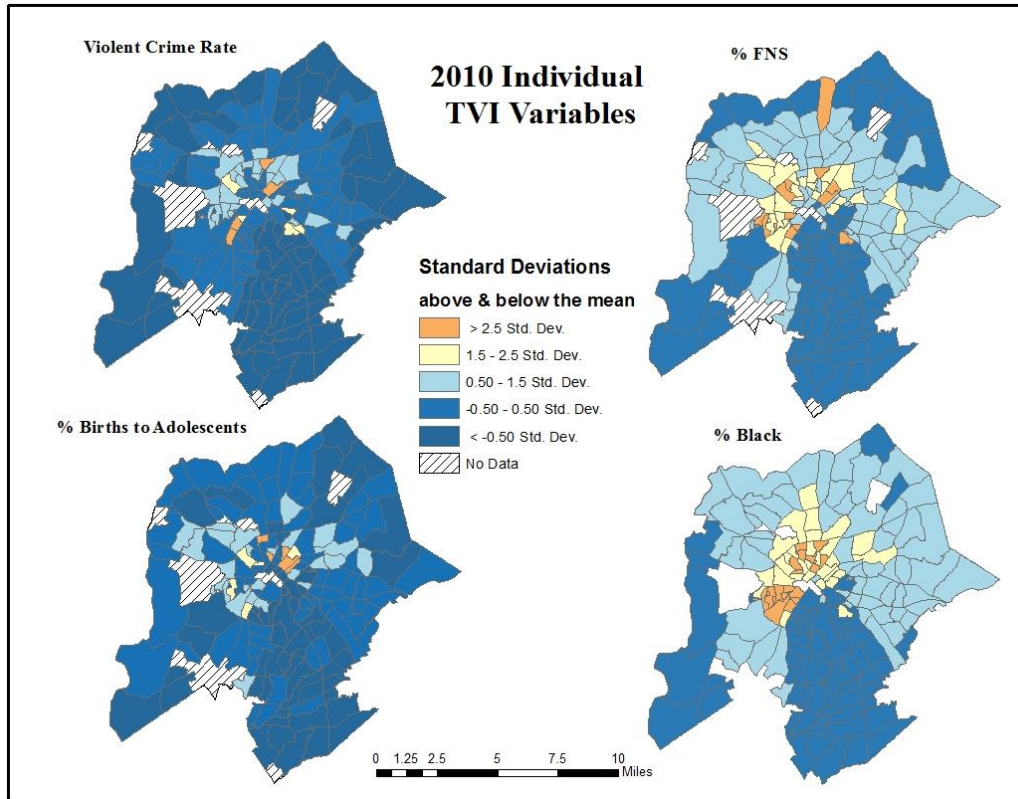 Violent Crime Rate
2010 Individual
TVI Variables
% FNS
Standard Deviations
above & below the mean
> 2.5 Std. Dev.
1.5 - 2.5 Std. Dev.
0.50 - 1.5 Std. Dev.
-0.50 - 0.50 Std. Dev.
< -0.50 Std. Dev.
No Data
% Births to Adolescents
% Black
0 1.25 2.5 5 7.5 10
Miles